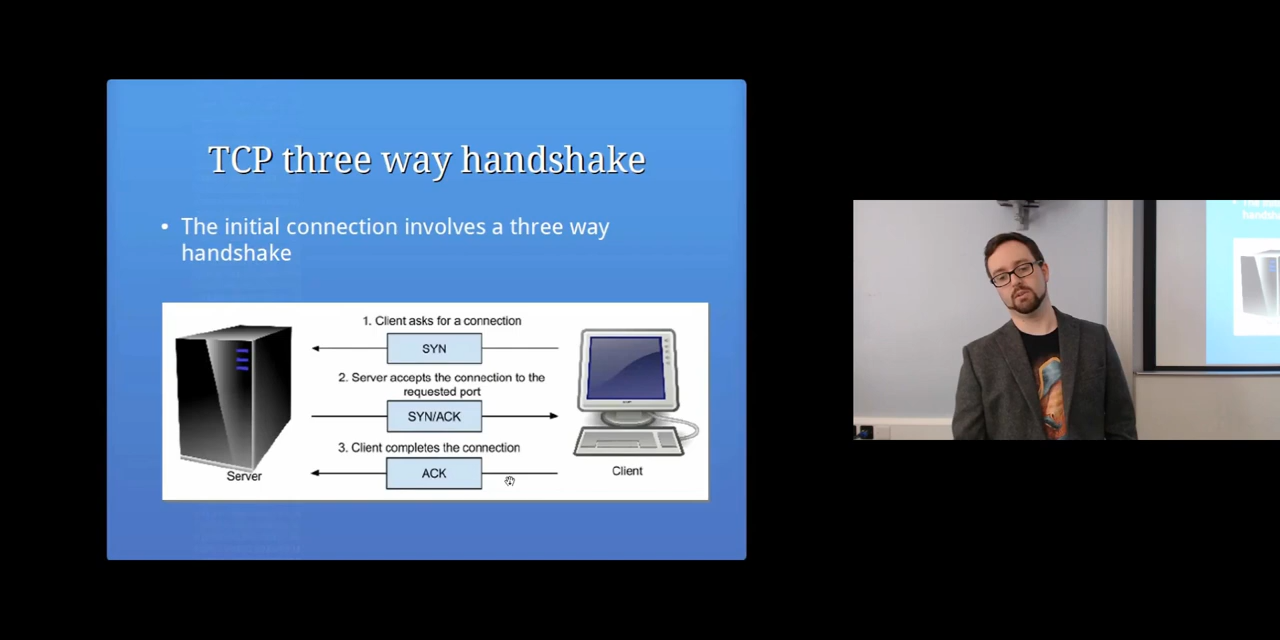 TCP three way handshake
• The initial connection involves a three way
handshake
1. Client asks for a connection
SYN
2. Server accepts the connection to the
requested port
SYN/ACK
3. Client completes the connection
ACK
Server
Client